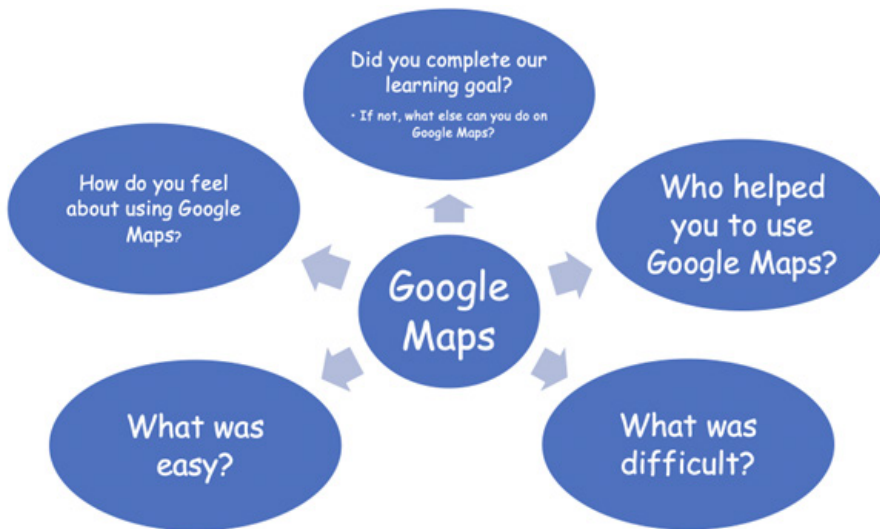 Did you complete our
learning goal?
• If not, what else can you do on
Google Maps?
How do you feel
about using Google
Maps?
Who helped
you to use
Google Maps?
Google
Maps
What was
easy?
What was
difficult?